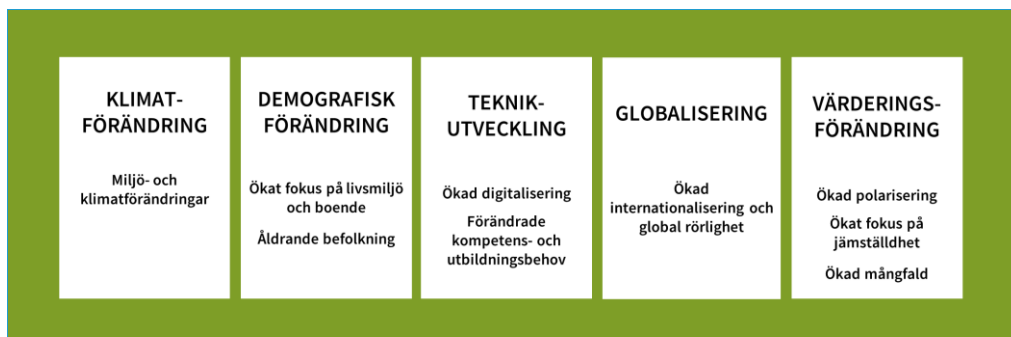 KLIMAT-
FÖRÄNDRING
Miljö- och
klimatförändringar
DEMOGRAFISK
FÖRÄNDRING
Ökat fokus på livsmiljö
och boende
Åldrande befolkning
TEKNIK-
UTVECKLING
Ökad digitalisering
Förändrade
kompetens- och
utbildningsbehov
GLOBALISERING
Ökad
internationalisering och
global rörlighet
VÄRDERINGS-
FÖRÄNDRING
Ökad polarisering
Ökat fokus på
jämställdhet
Ökad mångfald